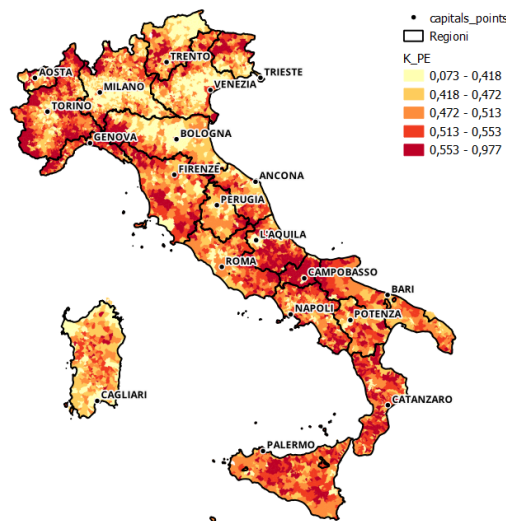 capitals_points
Regioni
K_PE
0,073 - 0,418
0,418 - 0,472
0,472 - 0,513
0,513 - 0,553
0,553 - 0,977
TRENTO
AOSTA
TRIESTE
MILANO
VENEZIA
TORINO
BOLOGNA
GENOVA
FIRENZE
ANCONA
PERUGIA
L'AQUILA
ROMA
CAMPOBASSO
BARI
NAPOLI
POTENZA
CAGLIARI
CATANZARO
PALERMO